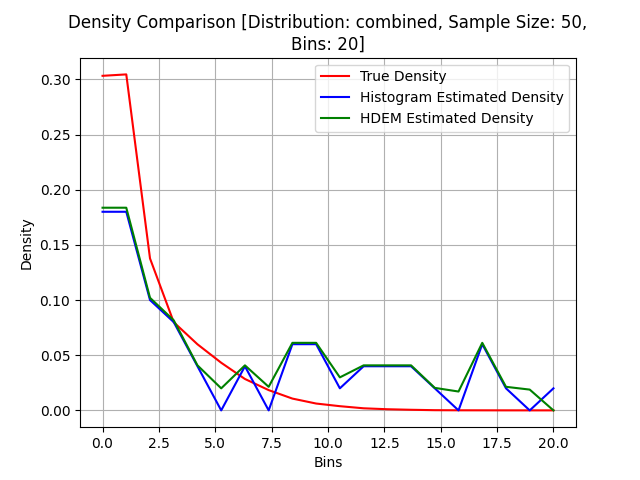 Density Comparison [Distribution: combined, Sample Size: 50,
Bins: 20]
True Density
Histogram Estimated Density
HDEM Estimated Density
Density
0.30
0.25
0.20
0.15
0.10
0.05
0.00
0.0 2.5 5.0 7.5 10.0 12.5 15.0 17.5 20.0
Bins